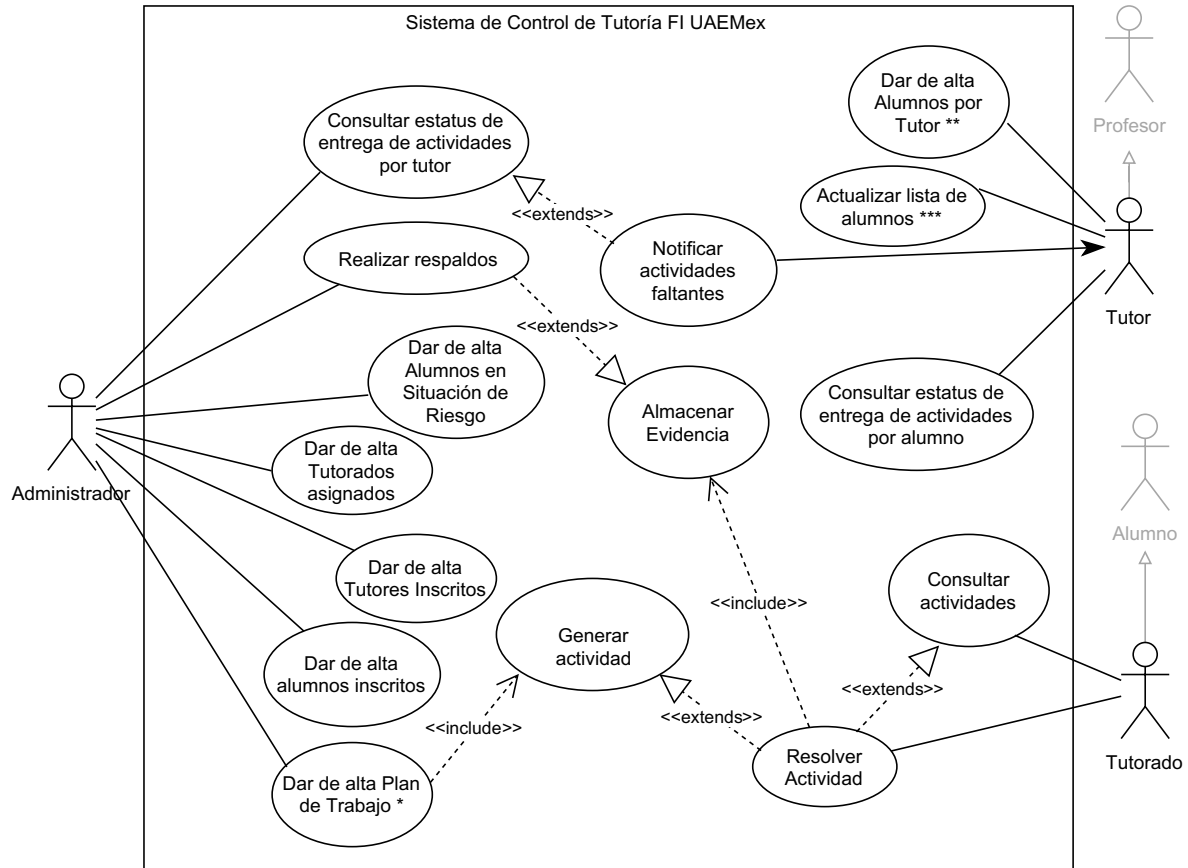 Sistema de Control de Tutoría FI UAEMex
Consultar estatus de
entrega de actividades
por tutor
Dar de alta
Alumnos por
Tutor **
Profesor
Actualizar lista de
alumnos ***
<<extends>>
Realizar respaldos
Notificar
actividades
faltantes
Tutor
<<extends>>
Dar de alta
Alumnos en
Situación de
Riesgo
Almacenar
Evidencia
Consultar estatus de
entrega de actividades
por alumno
Administrador
Dar de alta
Tutorados
asignados
Alumno
Dar de alta
Tutores Inscritos
<<include>>
Consultar
actividades
Generar
actividad
Dar de alta
alumnos inscritos
<<extends>>
<<include>>
<<extends>>
Resolver
Actividad
Tutorado
Dar de alta Plan
de Trabajo *